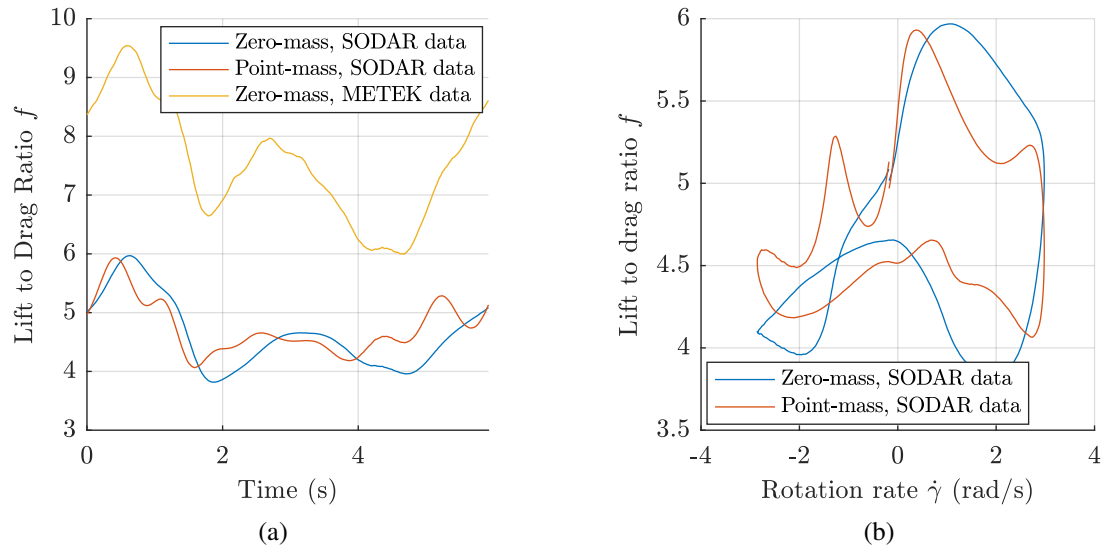 10
9
8
7
6
5
4
3
0
2
4
Lift to Drag Ratio f
Time (s)
Zero-mass, SODAR data
Point-mass, SODAR data
Zero-mass, METEK data
(a)
6
5.5
5
4.5
4
3.5
-4
-2
0
2
4
Lift to drag ratio f
Rotation rate γ̇ (rad/s)
Zero-mass, SODAR data
Point-mass, SODAR data
(b)